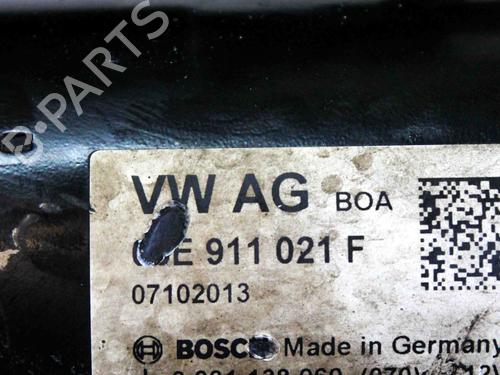 B-PARTS
VW AG BOA
911 021 F
07102013
BOSCH Made in Germany